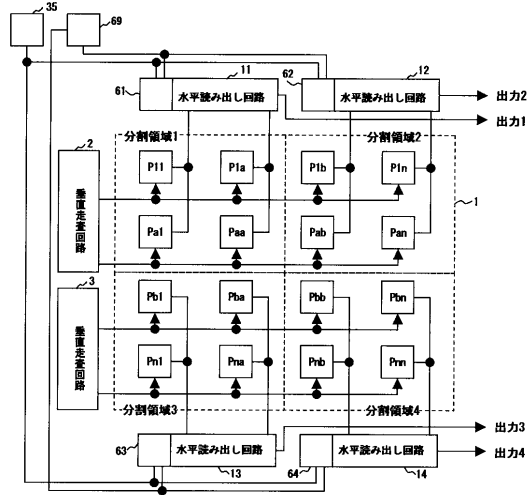 35
69
61
11
62
12
水平読み出し回路
水平読み出し回路
出力2
出力1
分割領域1
分割領域2
2
垂直走査回路
P11
P1a
P1b
P1n
1
Pa1
Paa
Pab
Pan
3
垂直走査回路
Pb1
Pba
Pbb
Pbn
Pn1
Pna
Pnb
Pnn
分割領域3
分割領域4
出力3
63
水平読み出し回路
水平読み出し回路
出力4
13
64
14